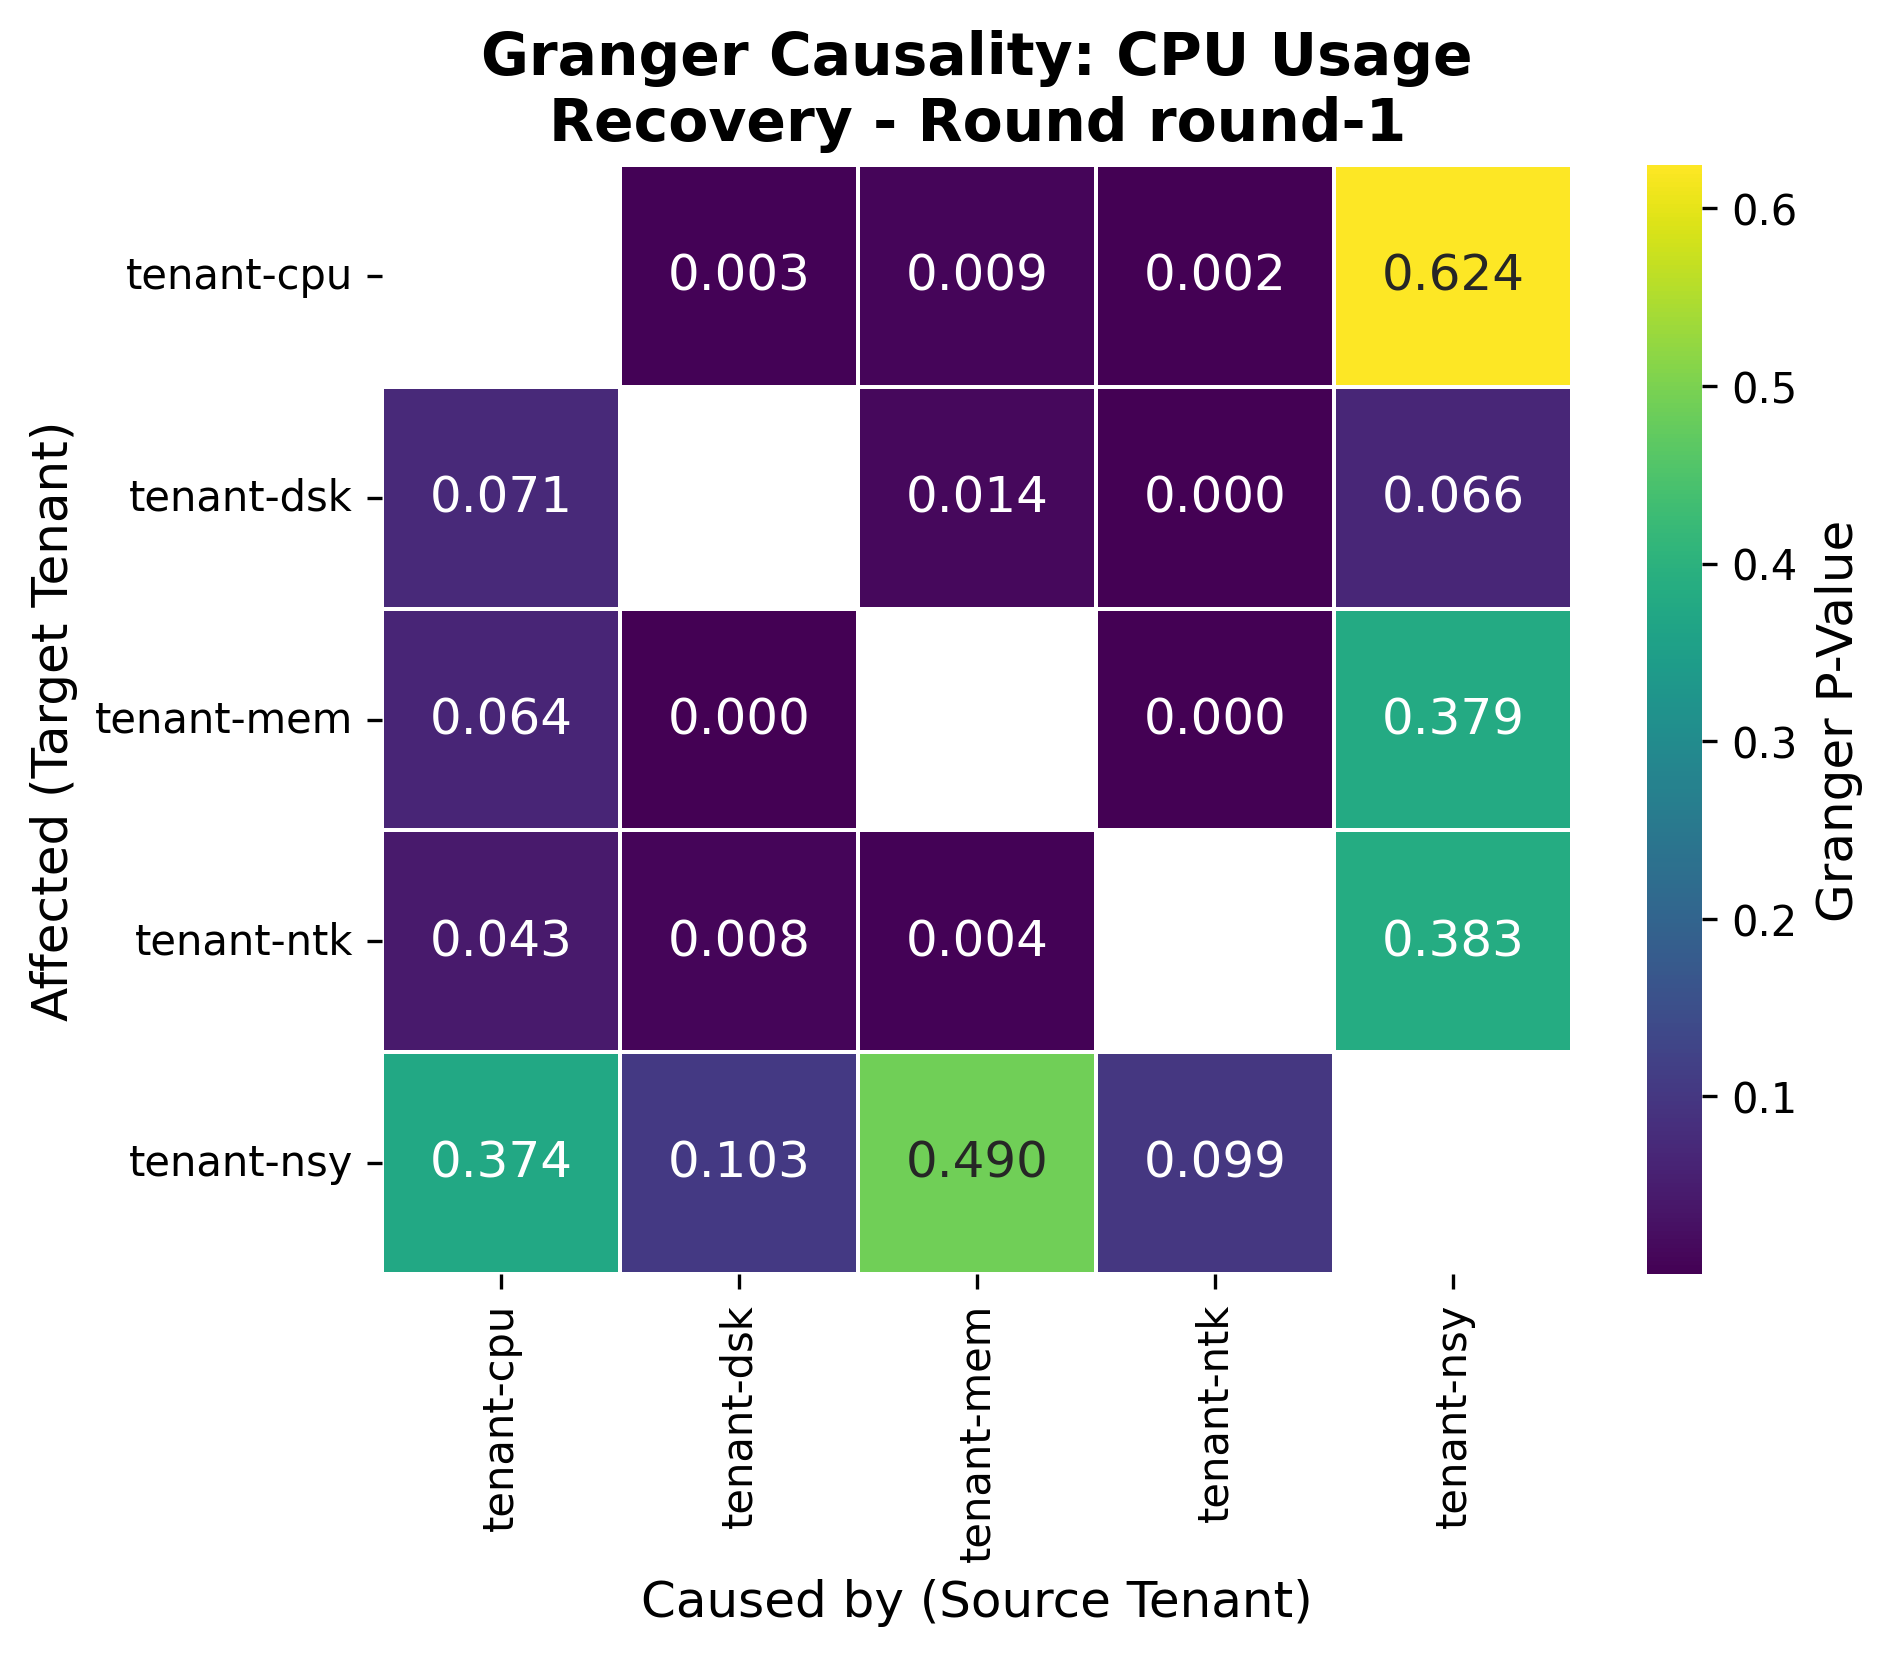 Granger Causality: CPU Usage
Recovery - Round round-1
Affected (Target Tenant)
tenant-cpu 0.003 0.009 0.002 0.624
tenant-dsk 0.071 0.014 0.000 0.066
tenant-mem 0.064 0.000 0.000 0.379
tenant-ntk 0.043 0.008 0.004 0.383
tenant-nsy 0.374 0.103 0.490 0.099
tenant-cpu
tenant-dsk
tenant-mem
tenant-ntk
tenant-nsy
Caused by (Source Tenant)
0.6
0.5
0.4
0.3
0.2
0.1
Granger P-Value